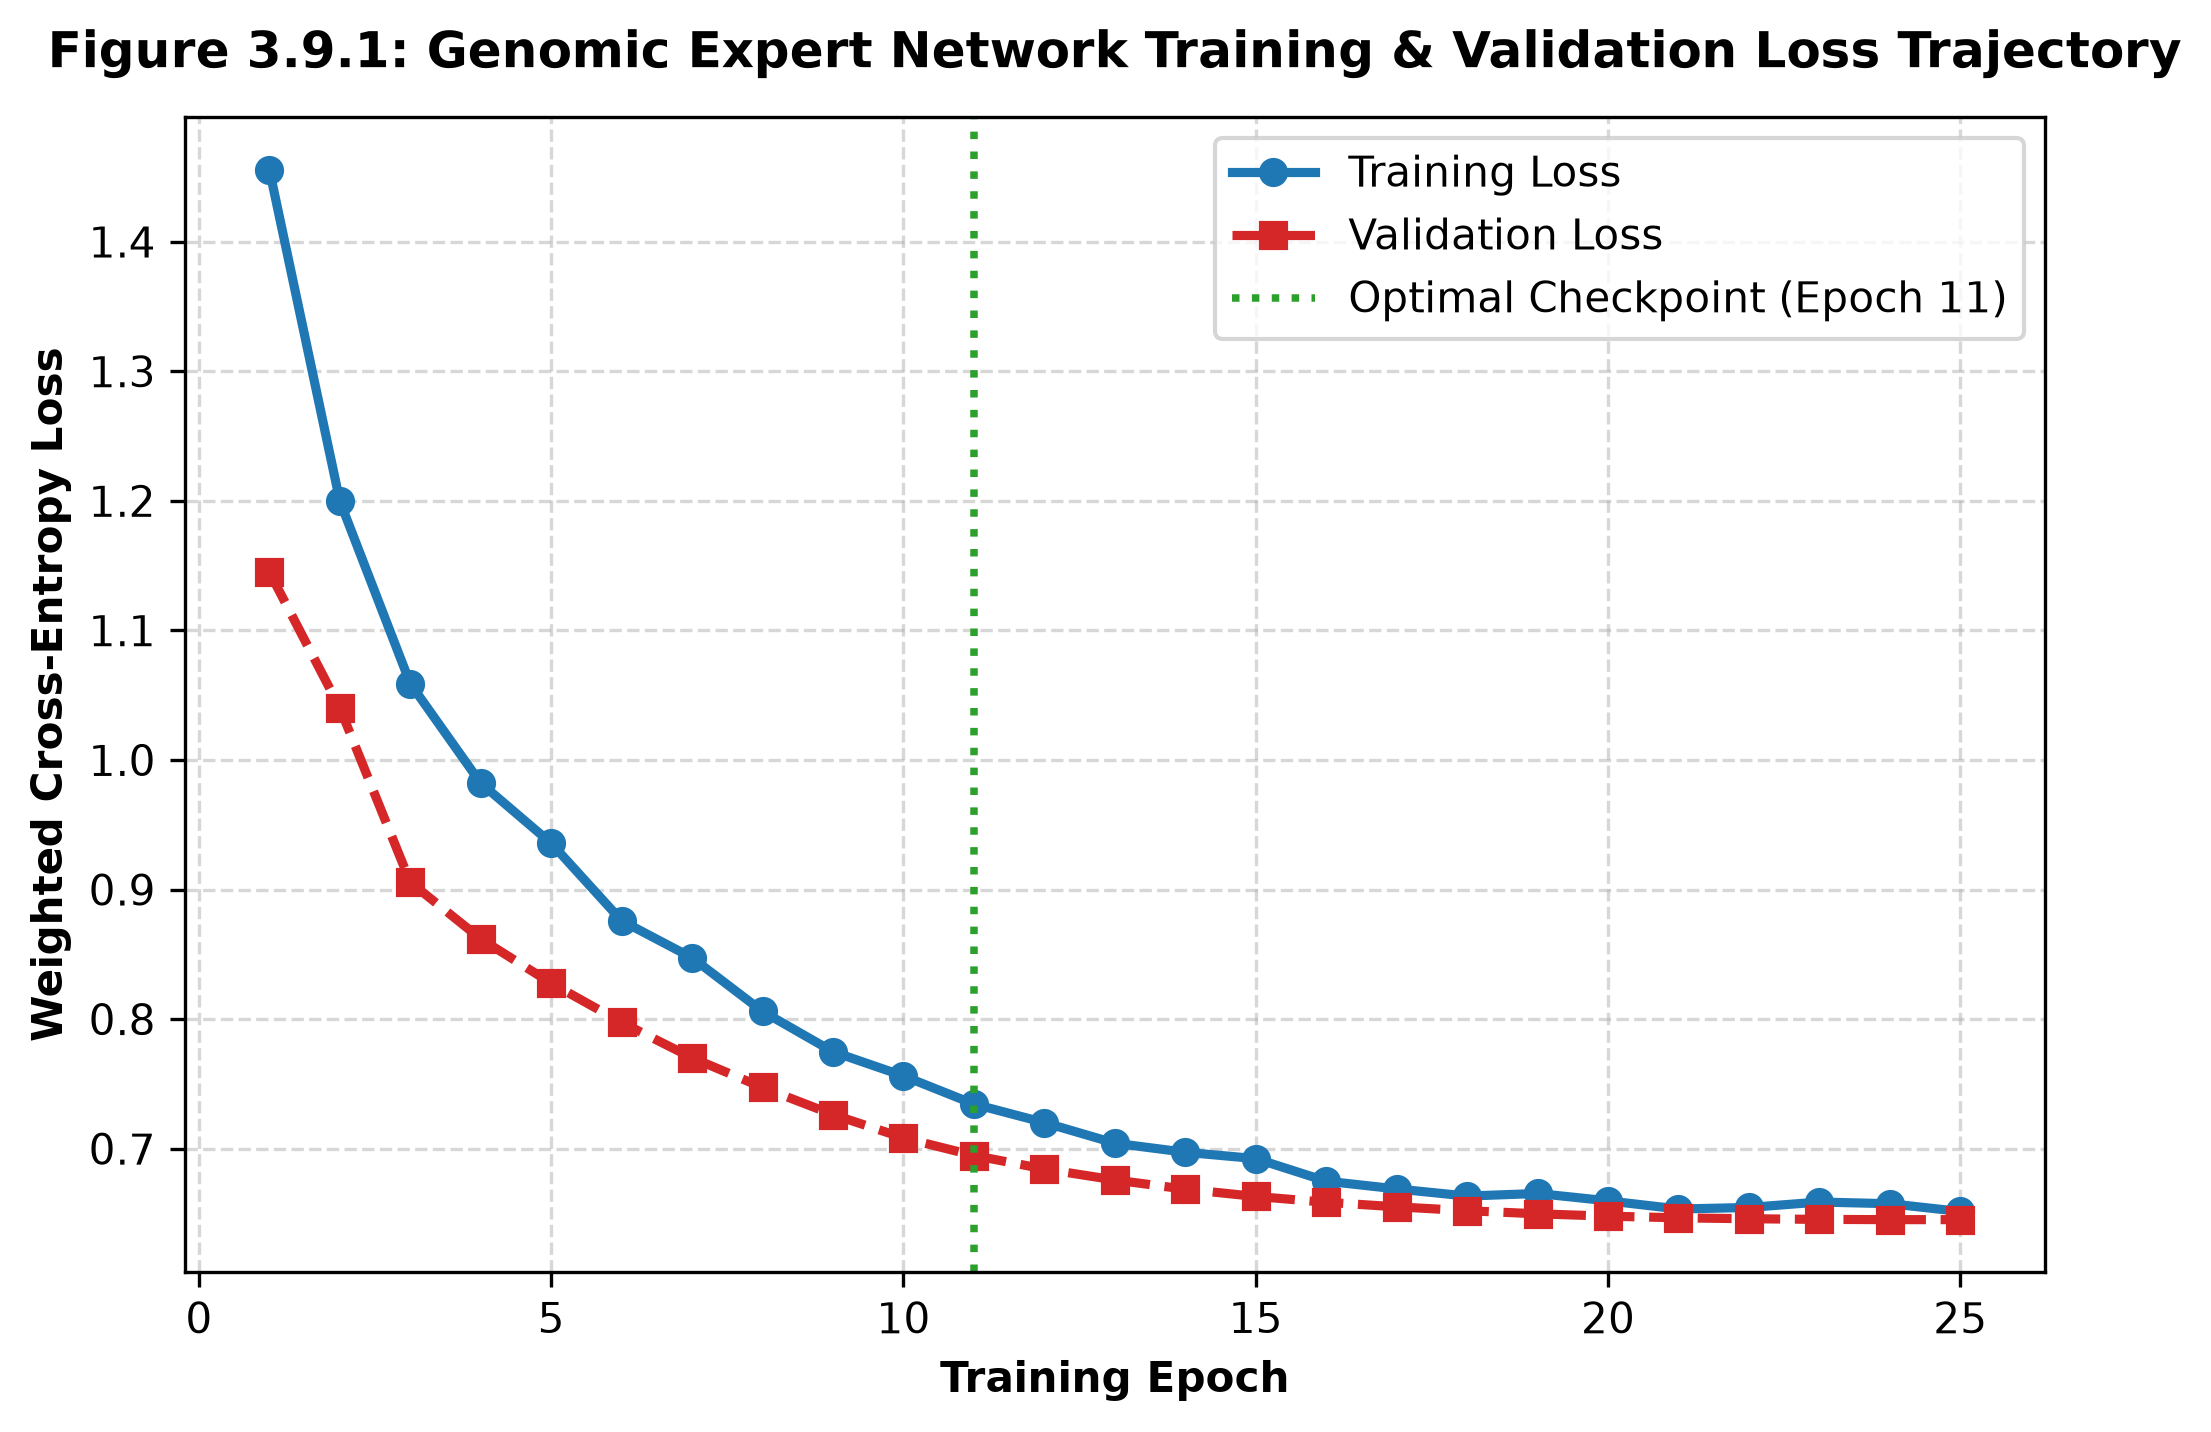 Figure 3.9.1: Genomic Expert Network Training & Validation Loss Trajectory
Training Loss
Validation Loss
Optimal Checkpoint (Epoch 11)
Weighted Cross-Entropy Loss
1.4
1.3
1.2
1.1
1.0
0.9
0.8
0.7
0 5 10 15 20 25
Training Epoch